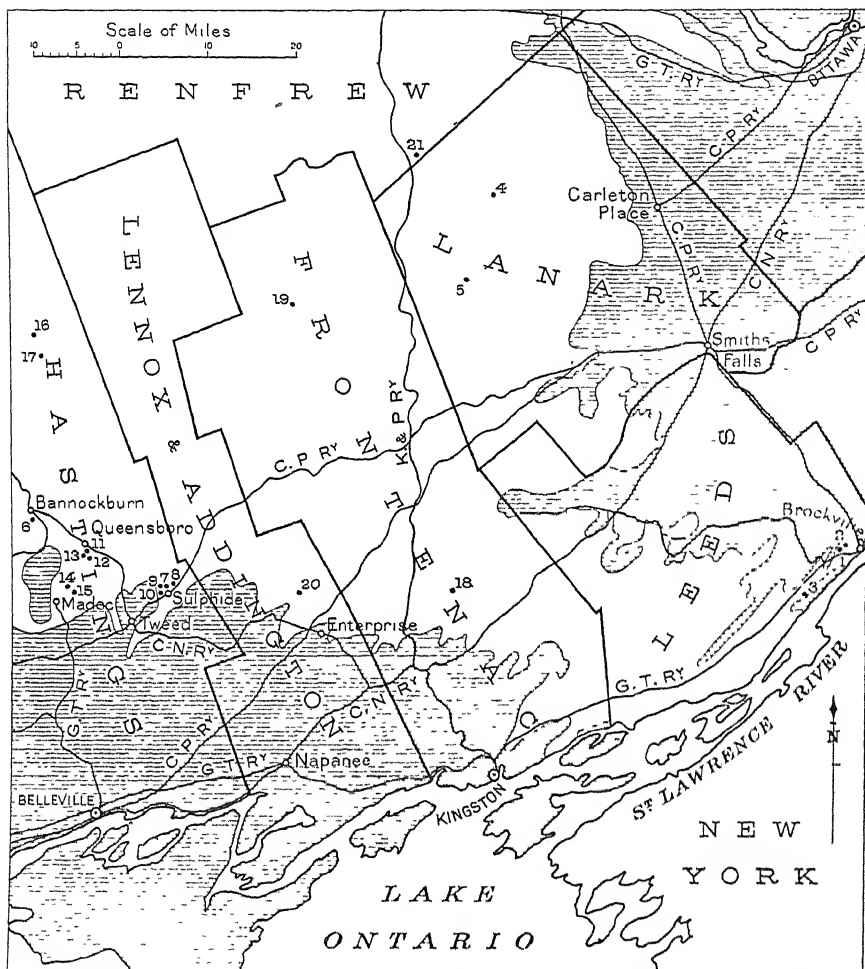 Scale of Miles
10 5 0 10 20
RENFREW
OTTAWA
G.T.RY
C.P.RY
21
4
Carleton
Place
C.P.RY
C.N.RY
LENNOX & ADDINGTON
FRONTENAC
LANARK
5
19
16
17
HASTINGS
Smiths
Falls
C P RY
K & P RY
C.P. RY
LEEDS
Bannockburn
6
Queensboro
11
13
12
Brockville
14
15
9 7 8
10
Sulphide
Madoc
20
18
Tweed
Enterprise
C-N-RY
G.T. RY
C.P. RY
C.N.RY
G.T.RY
G.T.RY
Napanee
BELLEVILLE
KINGSTON
ST LAWRENCE RIVER
N
NEW
YORK
LAKE
ONTARIO